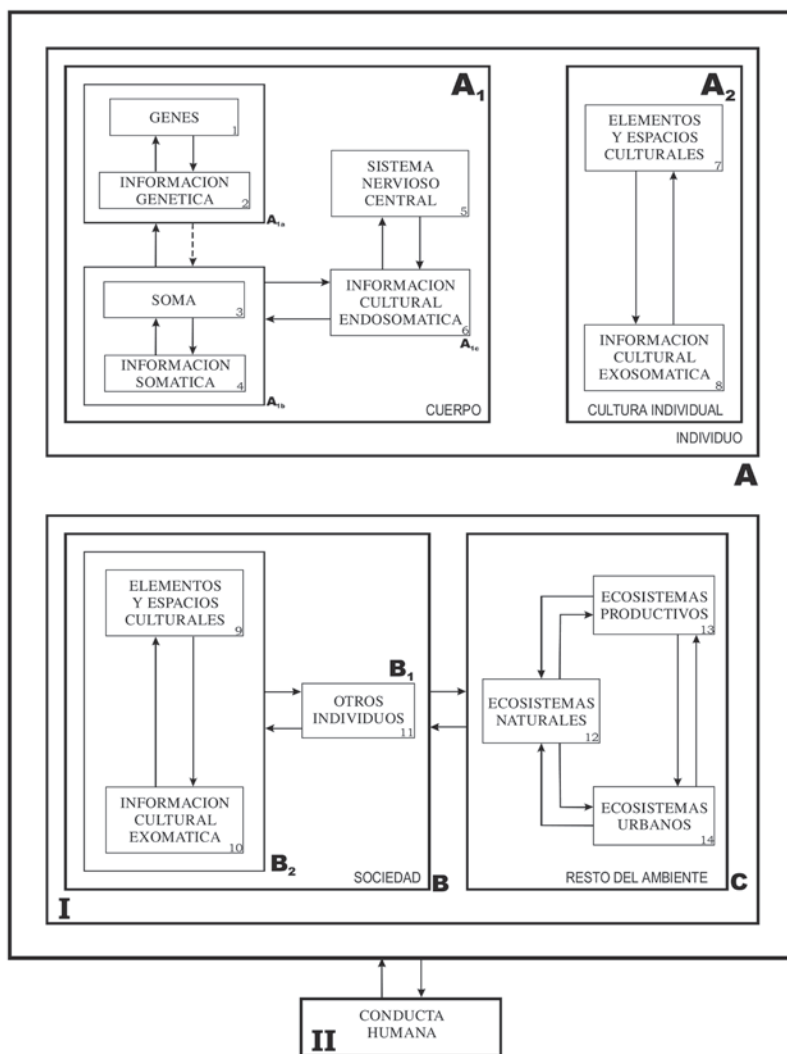 A₁
GENES
1
INFORMACION
GENETICA
2
A₁ₐ
SOMA
3
INFORMACION
SOMATICA
4
A₁b
SISTEMA
NERVIOSO
CENTRAL
5
INFORMACION
CULTURAL
ENDOSOMATICA
6
A₁c
CUERPO
A₂
ELEMENTOS
Y ESPACIOS
CULTURALES
7
INFORMACION
CULTURAL
EXOSOMATICA
8
CULTURA INDIVIDUAL
INDIVIDUO
A
ELEMENTOS
Y ESPACIOS
CULTURALES
9
INFORMACION
CULTURAL
EXOMATICA
10
B₂
B₁
OTROS
INDIVIDUOS
11
SOCIEDAD
B
ECOSISTEMAS
PRODUCTIVOS
13
ECOSISTEMAS
NATURALES
12
ECOSISTEMAS
URBANOS
14
RESTO DEL AMBIENTE
C
I
CONDUCTA
HUMANA
II